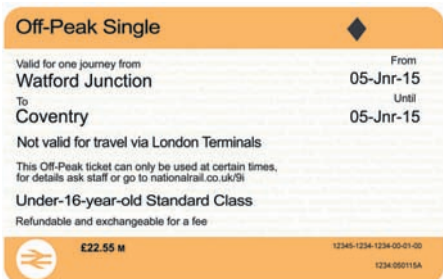 Off-Peak Single
Valid for one journey from
From
Watford Junction
05-Jnr-15
To
Until
Coventry
05-Jnr-15
Not valid for travel via London Terminals
This Off-Peak ticket can only be used at certain times,
for details ask staff or go to nationalrail.co.uk/9i
Under-16-year-old Standard Class
Refundable and exchangeable for a fee
£22.55 M
12345-1234-1234-00-01-00
1234:050115A